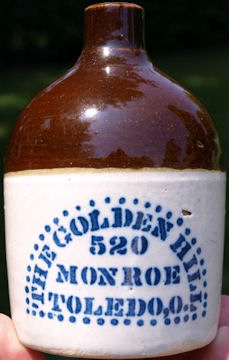 THE GOLDEN HILL
520
MONROE
TOLEDO, O.